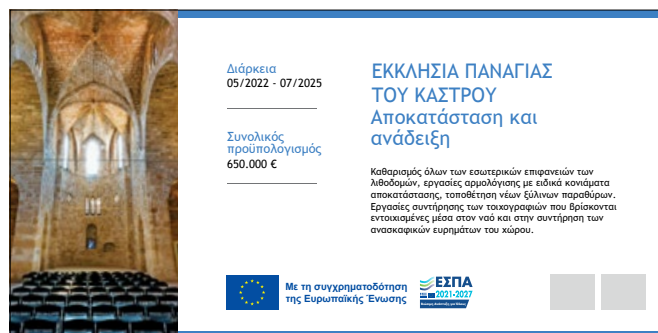 Διάρκεια
05/2022 - 07/2025
Συνολικός
προϋπολογισμός
650.000 €
ΕΚΚΛΗΣΙΑ ΠΑΝΑΓΙΑΣ
ΤΟΥ ΚΑΣΤΡΟΥ
Αποκατάσταση και
ανάδειξη
Καθαρισμός όλων των εσωτερικών επιφανειών των
λιθοδομών, εργασίες αρμολόγησης με ειδικά κονιάματα
αποκατάστασης, τοποθέτηση νέων ξύλινων παραθύρων.
Εργασίες συντήρησης των τοιχογραφιών που βρίσκονται
εντοιχισμένες μέσα στον ναό και στην συντήρηση των
ανασκαφικών ευρημάτων του χώρου.
Με τη συγχρηματοδότηση
της Ευρωπαϊκής Ένωσης
ΕΣΠΑ
2021-2027